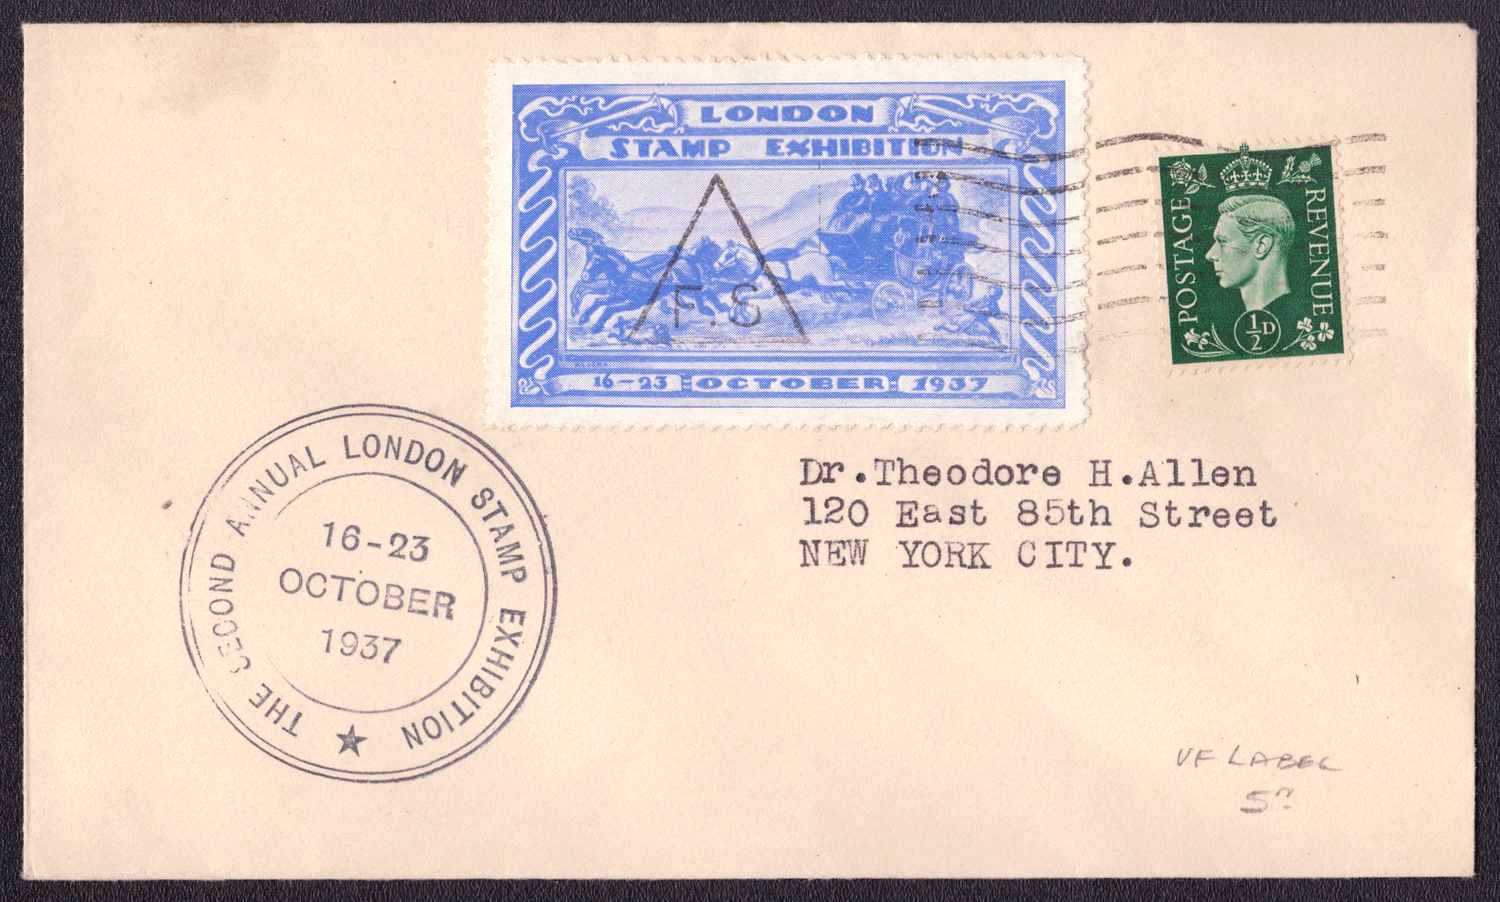 LONDON
STAMP EXHIBITION
F.S
16-23 OCTOBER 1937
POSTAGE
REVENUE
½D
THE SECOND ANNUAL LONDON STAMP EXHIBITION
16-23
OCTOBER
1937
Dr.Theodore H.Allen
120 East 85th Street
NEW YORK CITY.
VF LABEL